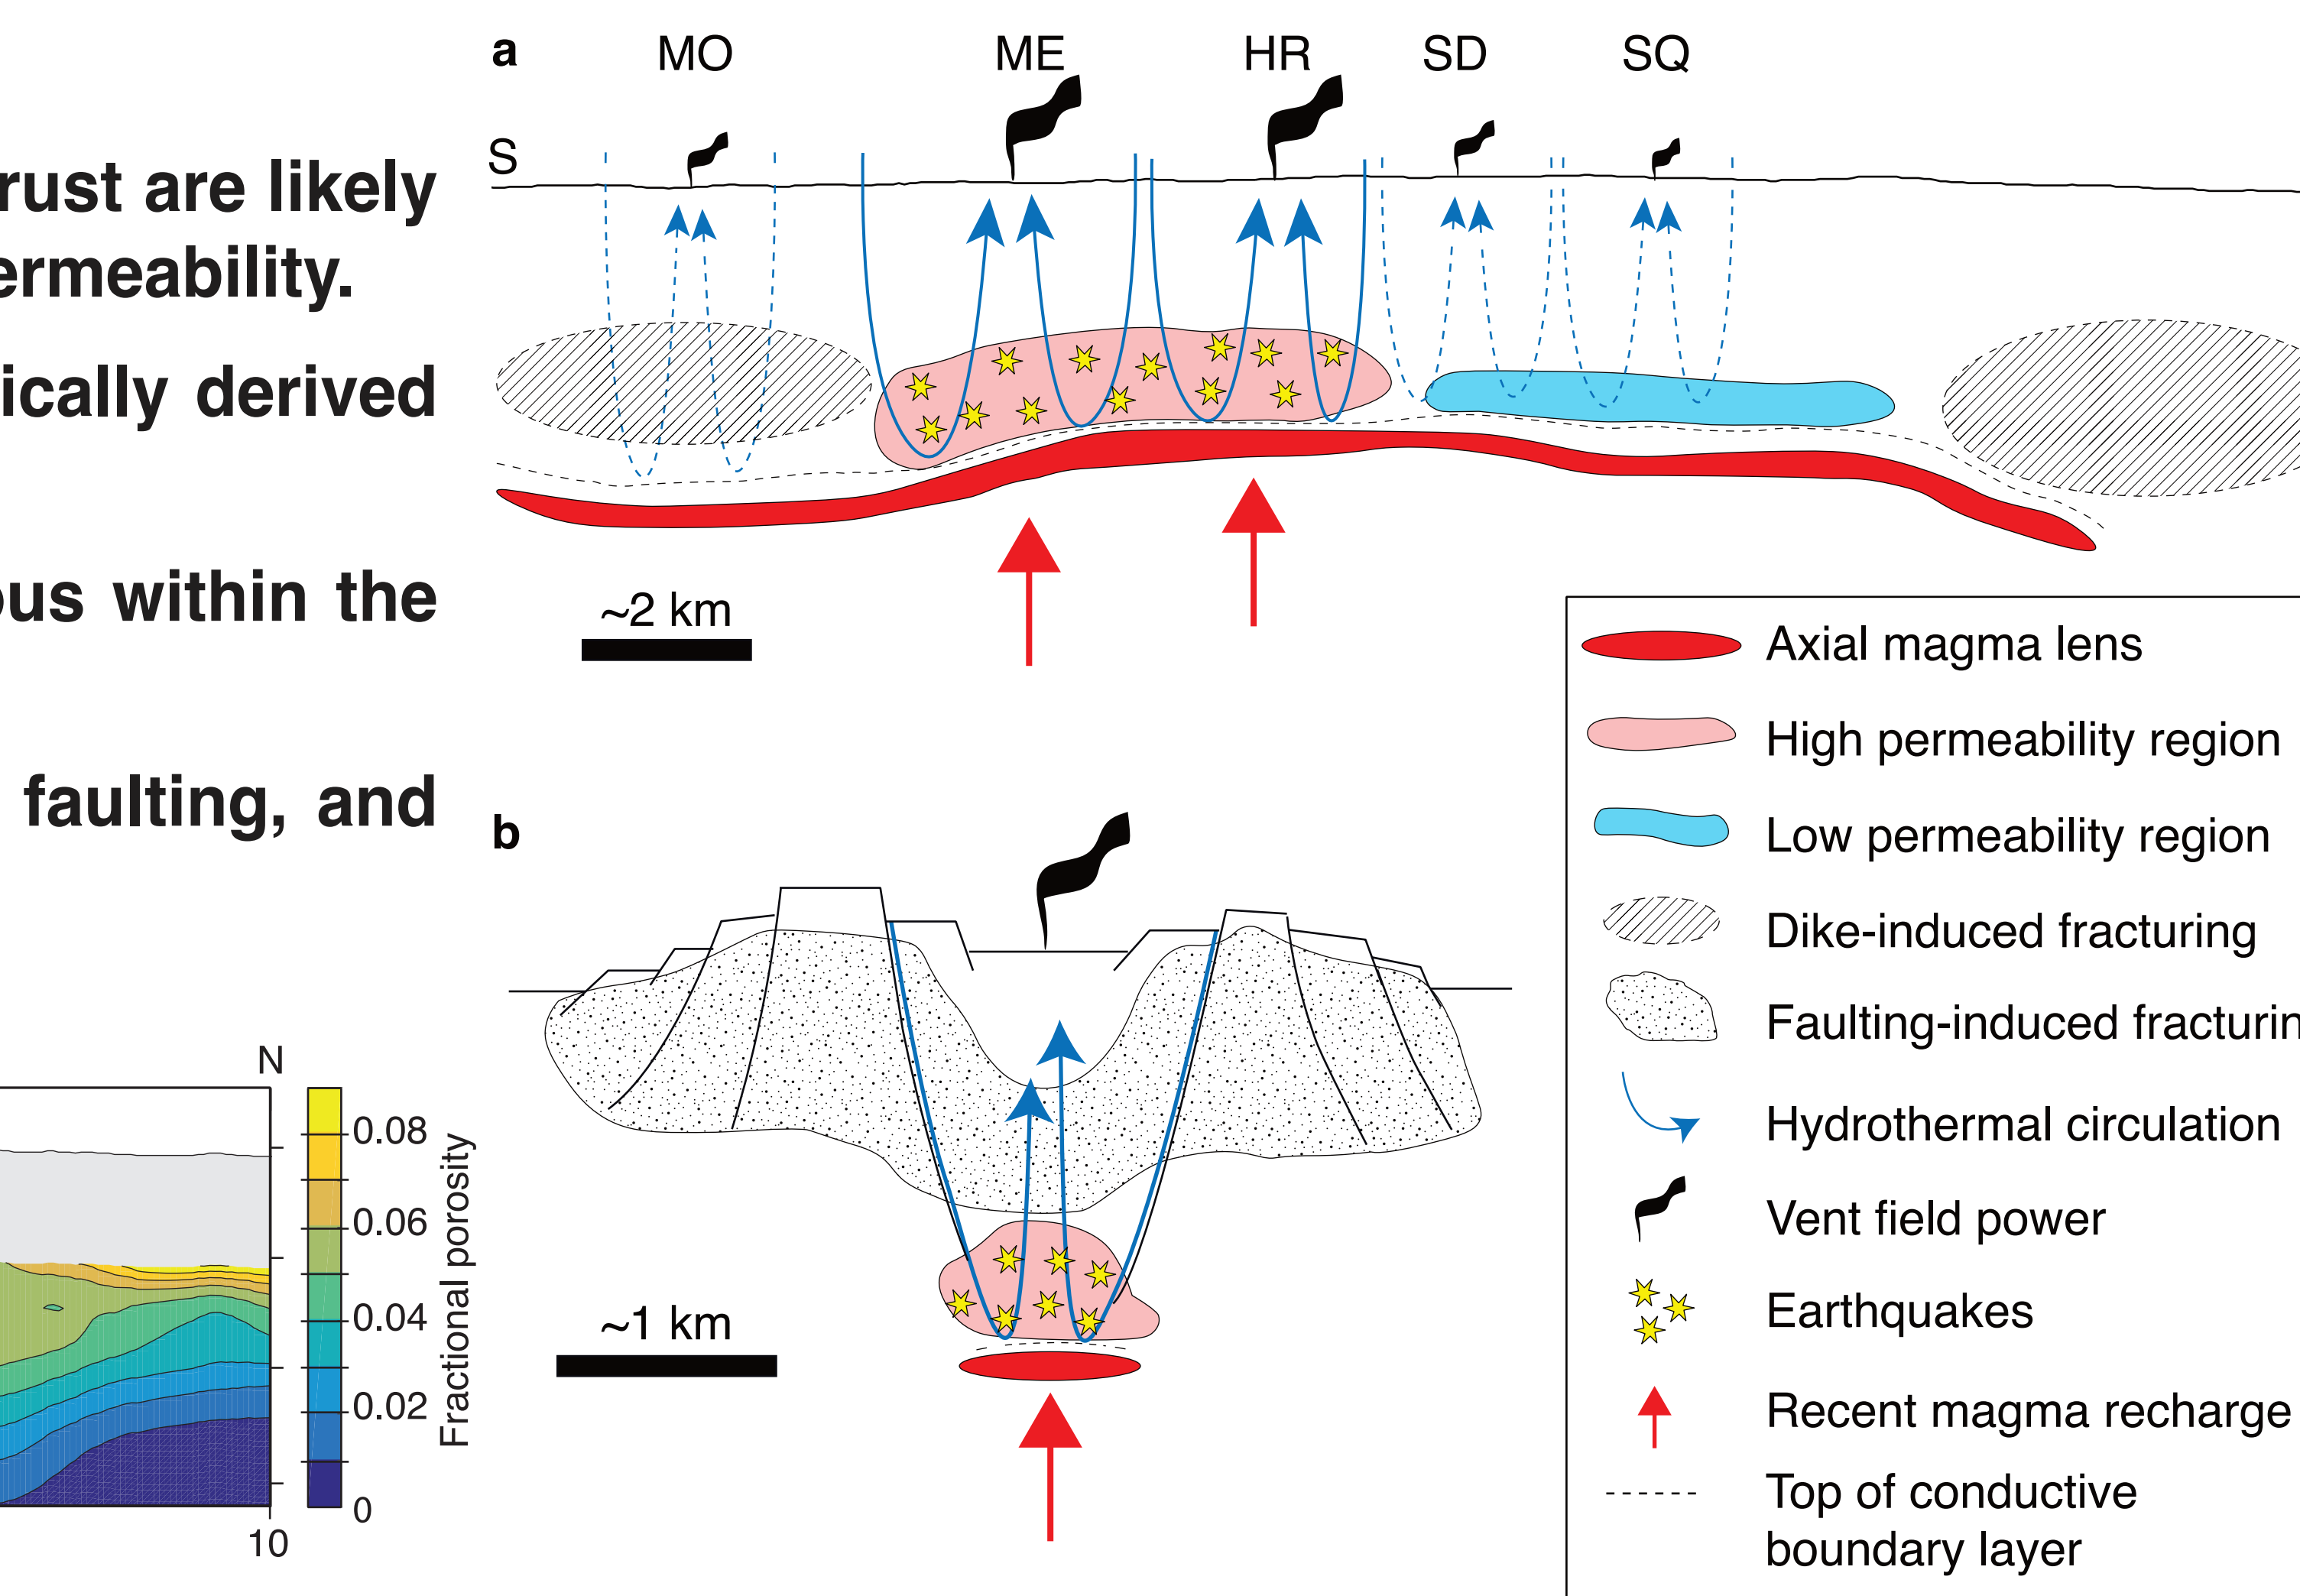 rust are likely
ermeability.
ically derived
ous within the
faulting, and
N
0.08
0.06
0.04
0.02
0
Fractional porosity
10
a
MO
ME
HR
SD
SQ
S
~2 km
b
~1 km
Axial magma lens
High permeability region
Low permeability region
Dike-induced fracturing
Faulting-induced fracturin
Hydrothermal circulation
Vent field power
Earthquakes
Recent magma recharge
Top of conductive
boundary layer